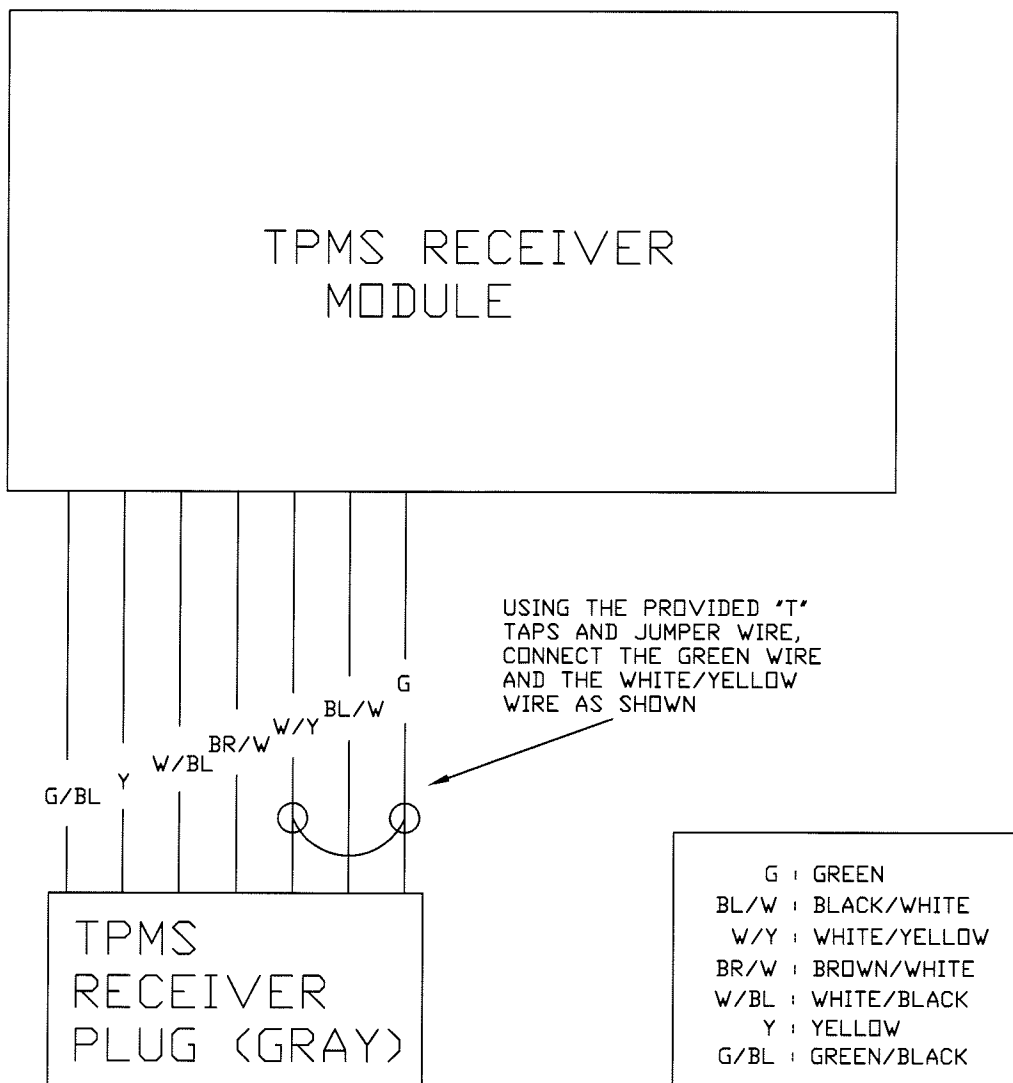 TPMS RECEIVER
MODULE
USING THE PROVIDED "T"
TAPS AND JUMPER WIRE,
CONNECT THE GREEN WIRE
AND THE WHITE/YELLOW
WIRE AS SHOWN
G/BL
Y
W/BL
BR/W
W/Y
BL/W
G
TPMS
RECEIVER
PLUG (GRAY)
G : GREEN
BL/W : BLACK/WHITE
W/Y : WHITE/YELLOW
BR/W : BROWN/WHITE
W/BL : WHITE/BLACK
Y : YELLOW
G/BL : GREEN/BLACK